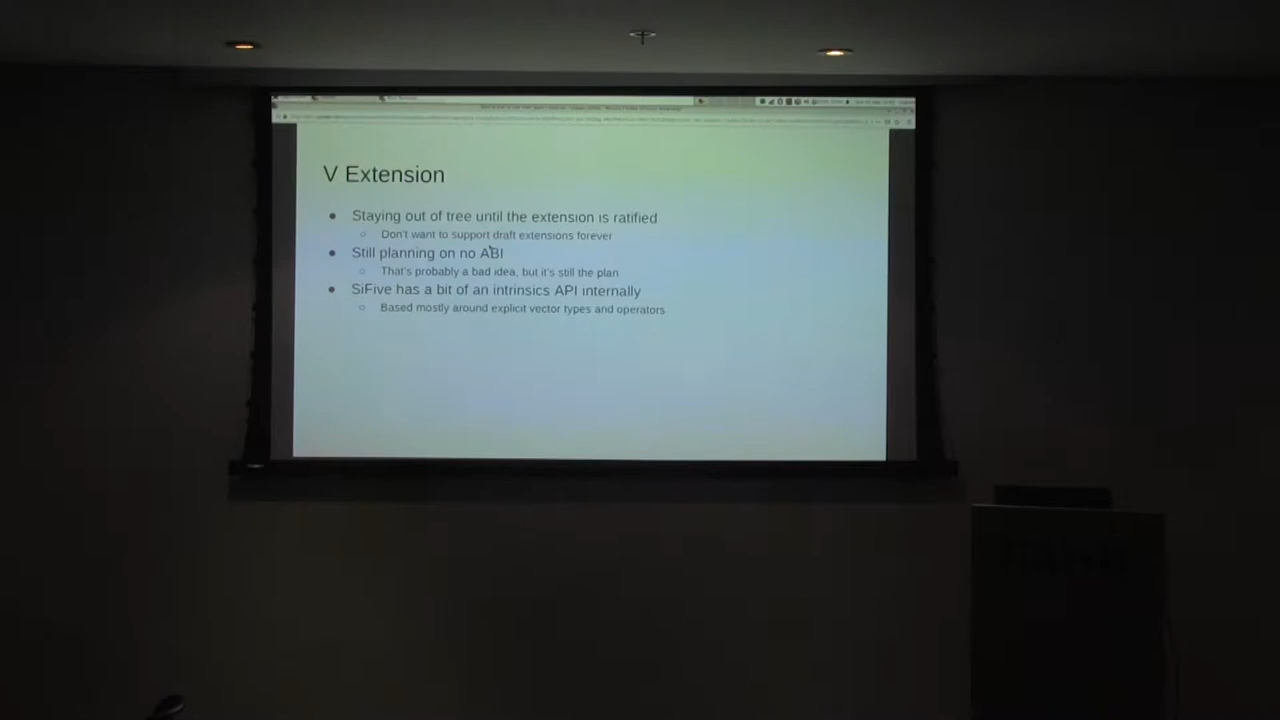 V Extension
● Staying out of tree until the extension is ratified
○ Don't want to support draft extensions forever
● Still planning on no ABI
○ That's probably a bad idea, but it's still the plan
● SiFive has a bit of an intrinsics API internally
○ Based mostly around explicit vector types and operators